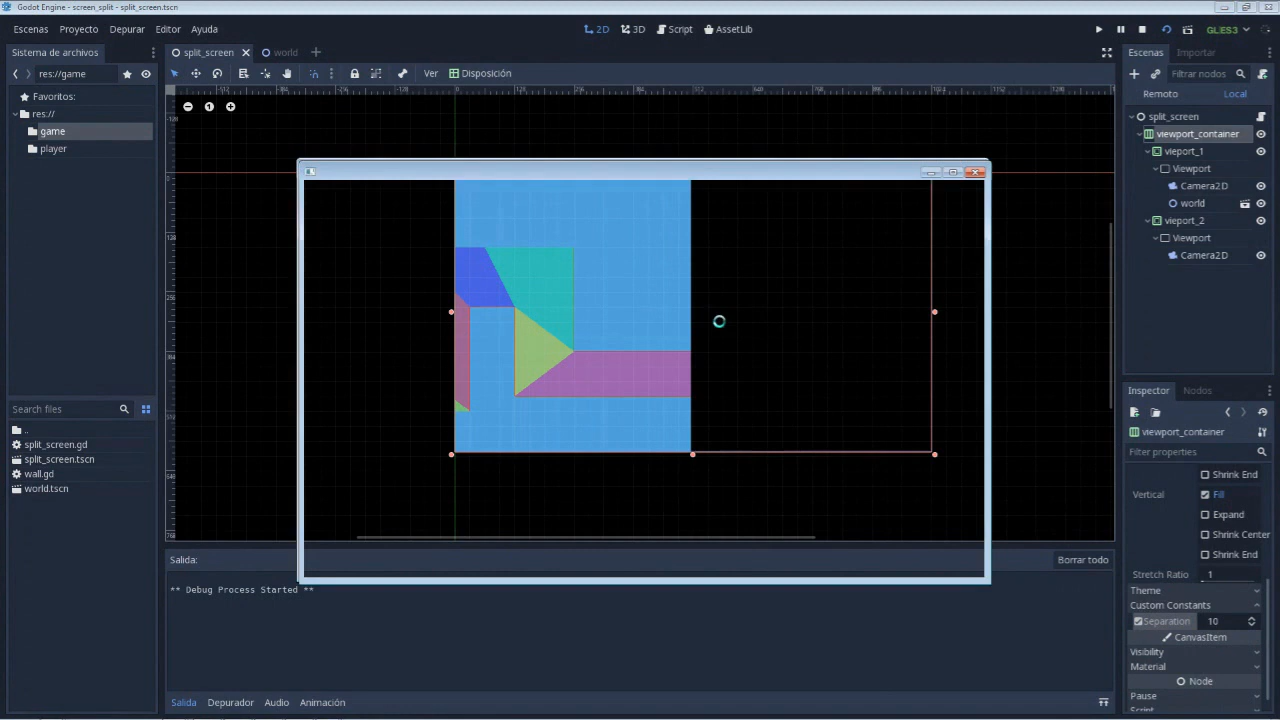 Godot Engine - screen_split - split_screen.tscn
Escenas Proyecto Depurar Editor Ayuda
2D 3D Script AssetLib
GLES3
Sistema de archivos
res://game
Favoritos:
res://
game
player
Search files
..
split_screen.gd
split_screen.tscn
wall.gd
world.tscn
split_screen
world
Ver Disposición
Salida:
Borrar todo
** Debug Process Started **
Salida Depurador Audio Animación
Escenas Importar
Filtrar nodos
Remoto Local
split_screen
viewport_container
vieport_1
Viewport
Camera2D
world
vieport_2
Viewport
Camera2D
Inspector Nodos
viewport_container
Filter properties
Shrink End
Vertical Fill
Expand
Shrink Center
Shrink End
Stretch Ratio 1
Theme
Custom Constants
Separation 10
CanvasItem
Visibility
Material
Node
Pause
Script